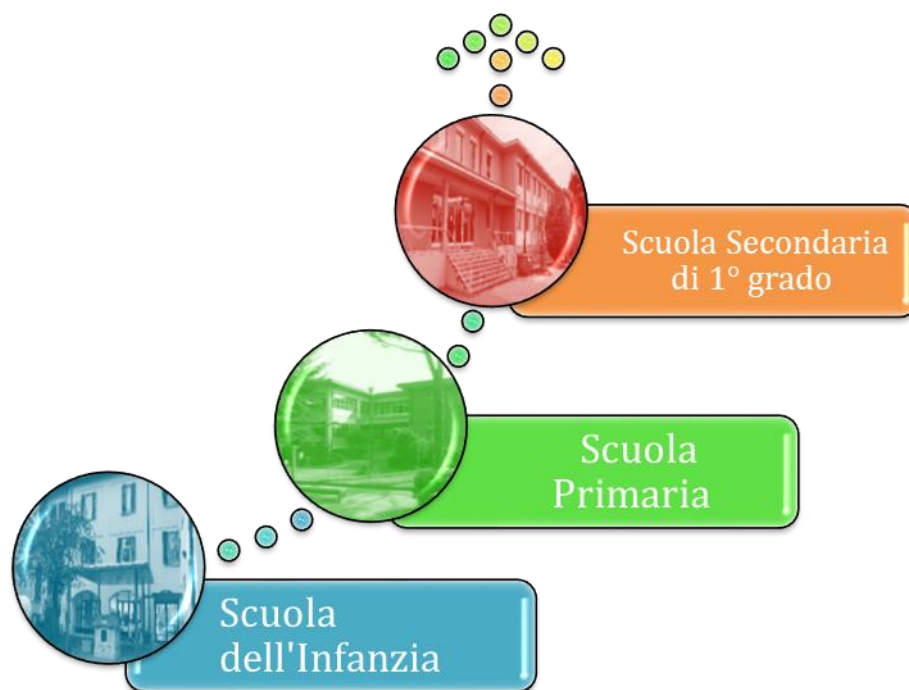 Scuola Secondaria
di 1° grado
Scuola
Primaria
Scuola
dell'Infanzia